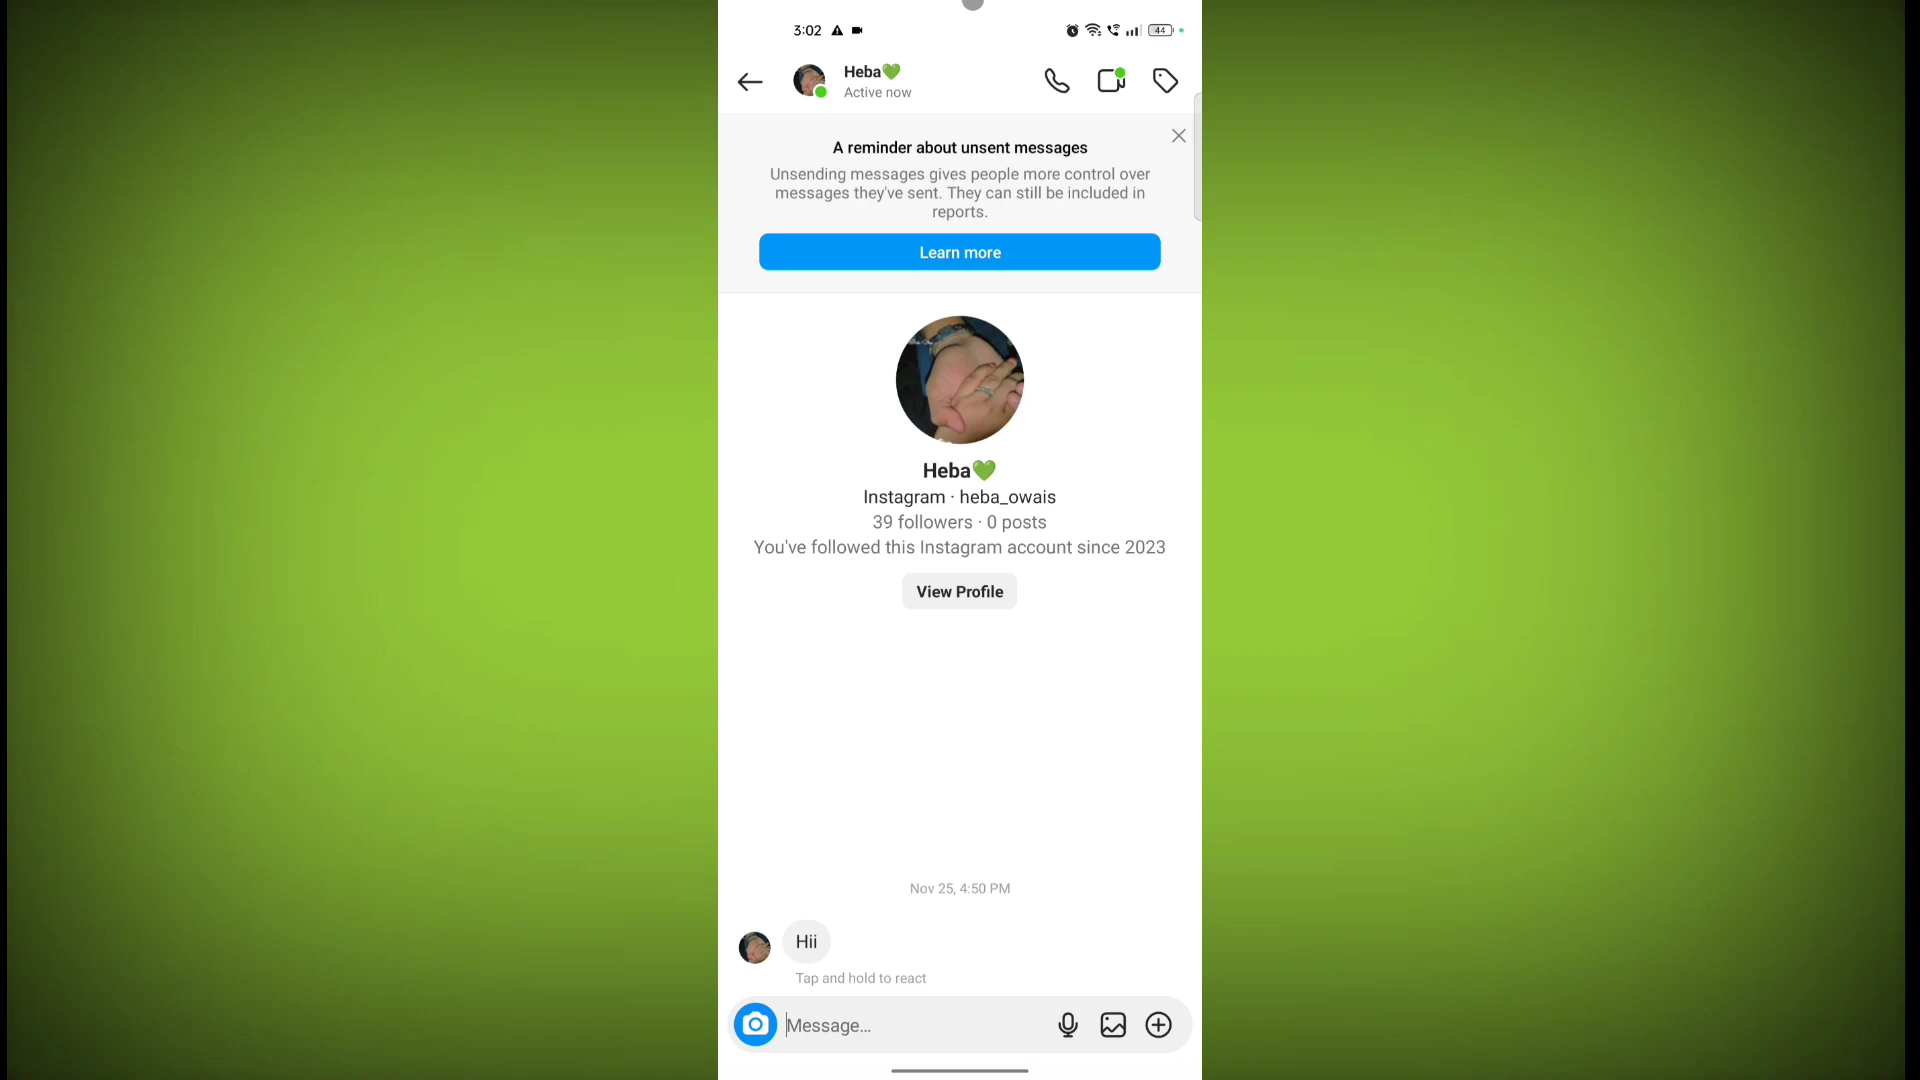 3:02
44
Heba💚
Active now
A reminder about unsent messages
Unsending messages gives people more control over
messages they've sent. They can still be included in
reports.
Learn more
Heba💚
Instagram · heba_owais
39 followers · 0 posts
You've followed this Instagram account since 2023
View Profile
Nov 25, 4:50 PM
Hii
Tap and hold to react
Message...